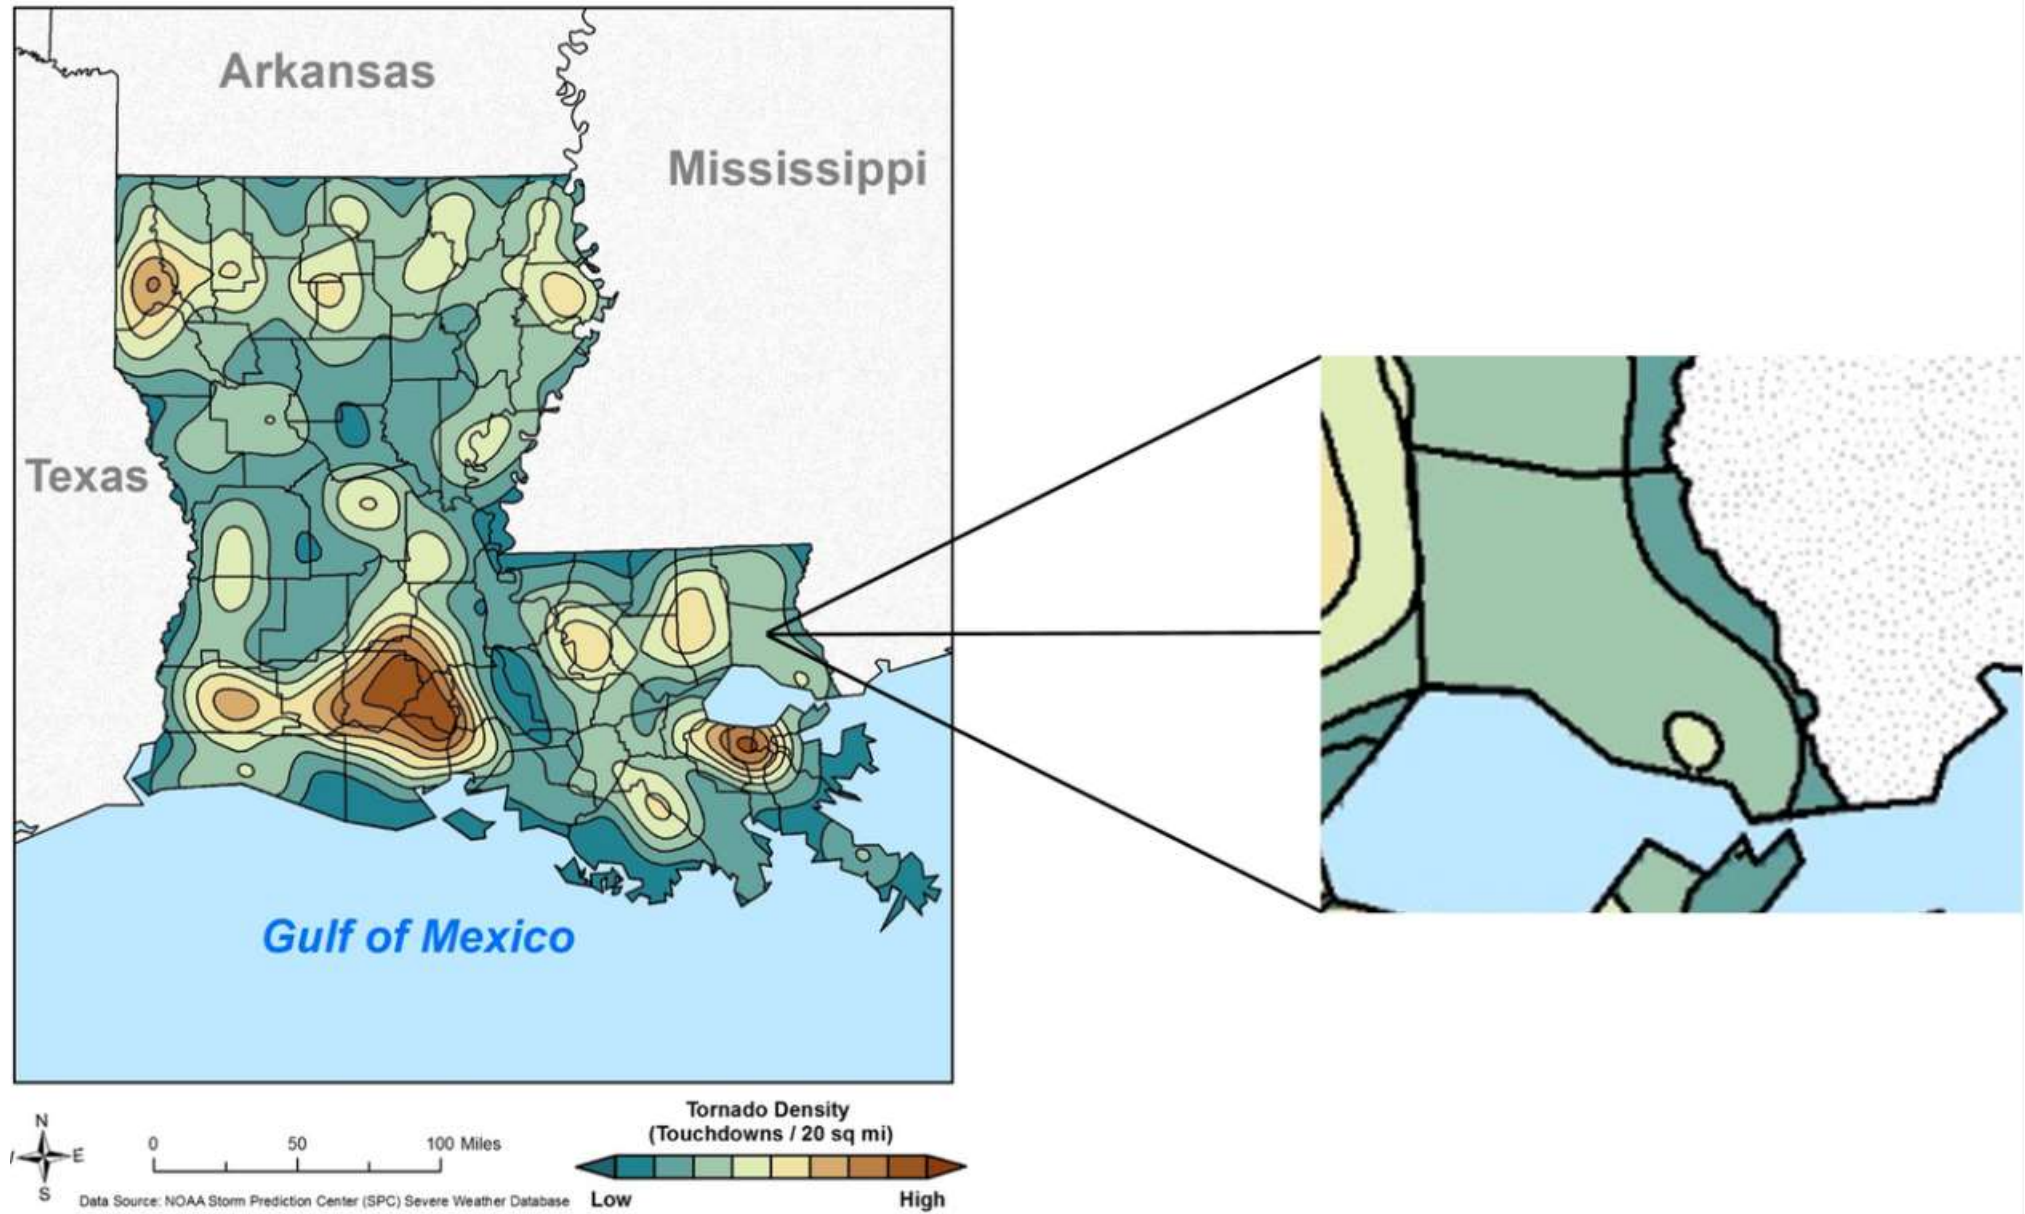 Arkansas
Mississippi
Texas
Gulf of Mexico
N
E
S
0 50 100 Miles
Data Source: NOAA Storm Prediction Center (SPC) Severe Weather Database
Tornado Density
(Touchdowns / 20 sq mi)
Low High